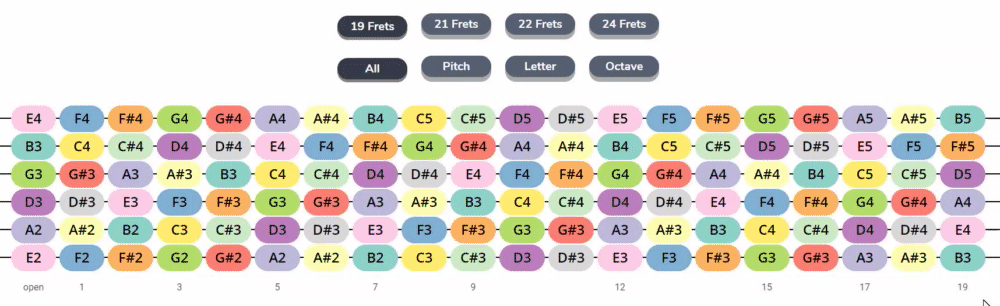 19 Frets 21 Frets 22 Frets 24 Frets
All Pitch Letter Octave
E4 F4 F#4 G4 G#4 A4 A#4 B4 C5 C#5 D5 D#5 E5 F5 F#5 G5 G#5 A5 A#5 B5
B3 C4 C#4 D4 D#4 E4 F4 F#4 G4 G#4 A4 A#4 B4 C5 C#5 D5 D#5 E5 F5 F#5
G3 G#3 A3 A#3 B3 C4 C#4 D4 D#4 E4 F4 F#4 G4 G#4 A4 A#4 B4 C5 C#5 D5
D3 D#3 E3 F3 F#3 G3 G#3 A3 A#3 B3 C4 C#4 D4 D#4 E4 F4 F#4 G4 G#4 A4
A2 A#2 B2 C3 C#3 D3 D#3 E3 F3 F#3 G3 G#3 A3 A#3 B3 C4 C#4 D4 D#4 E4
E2 F2 F#2 G2 G#2 A2 A#2 B2 C3 C#3 D3 D#3 E3 F3 F#3 G3 G#3 A3 A#3 B3
open 1 3 5 7 9 12 15 17 19